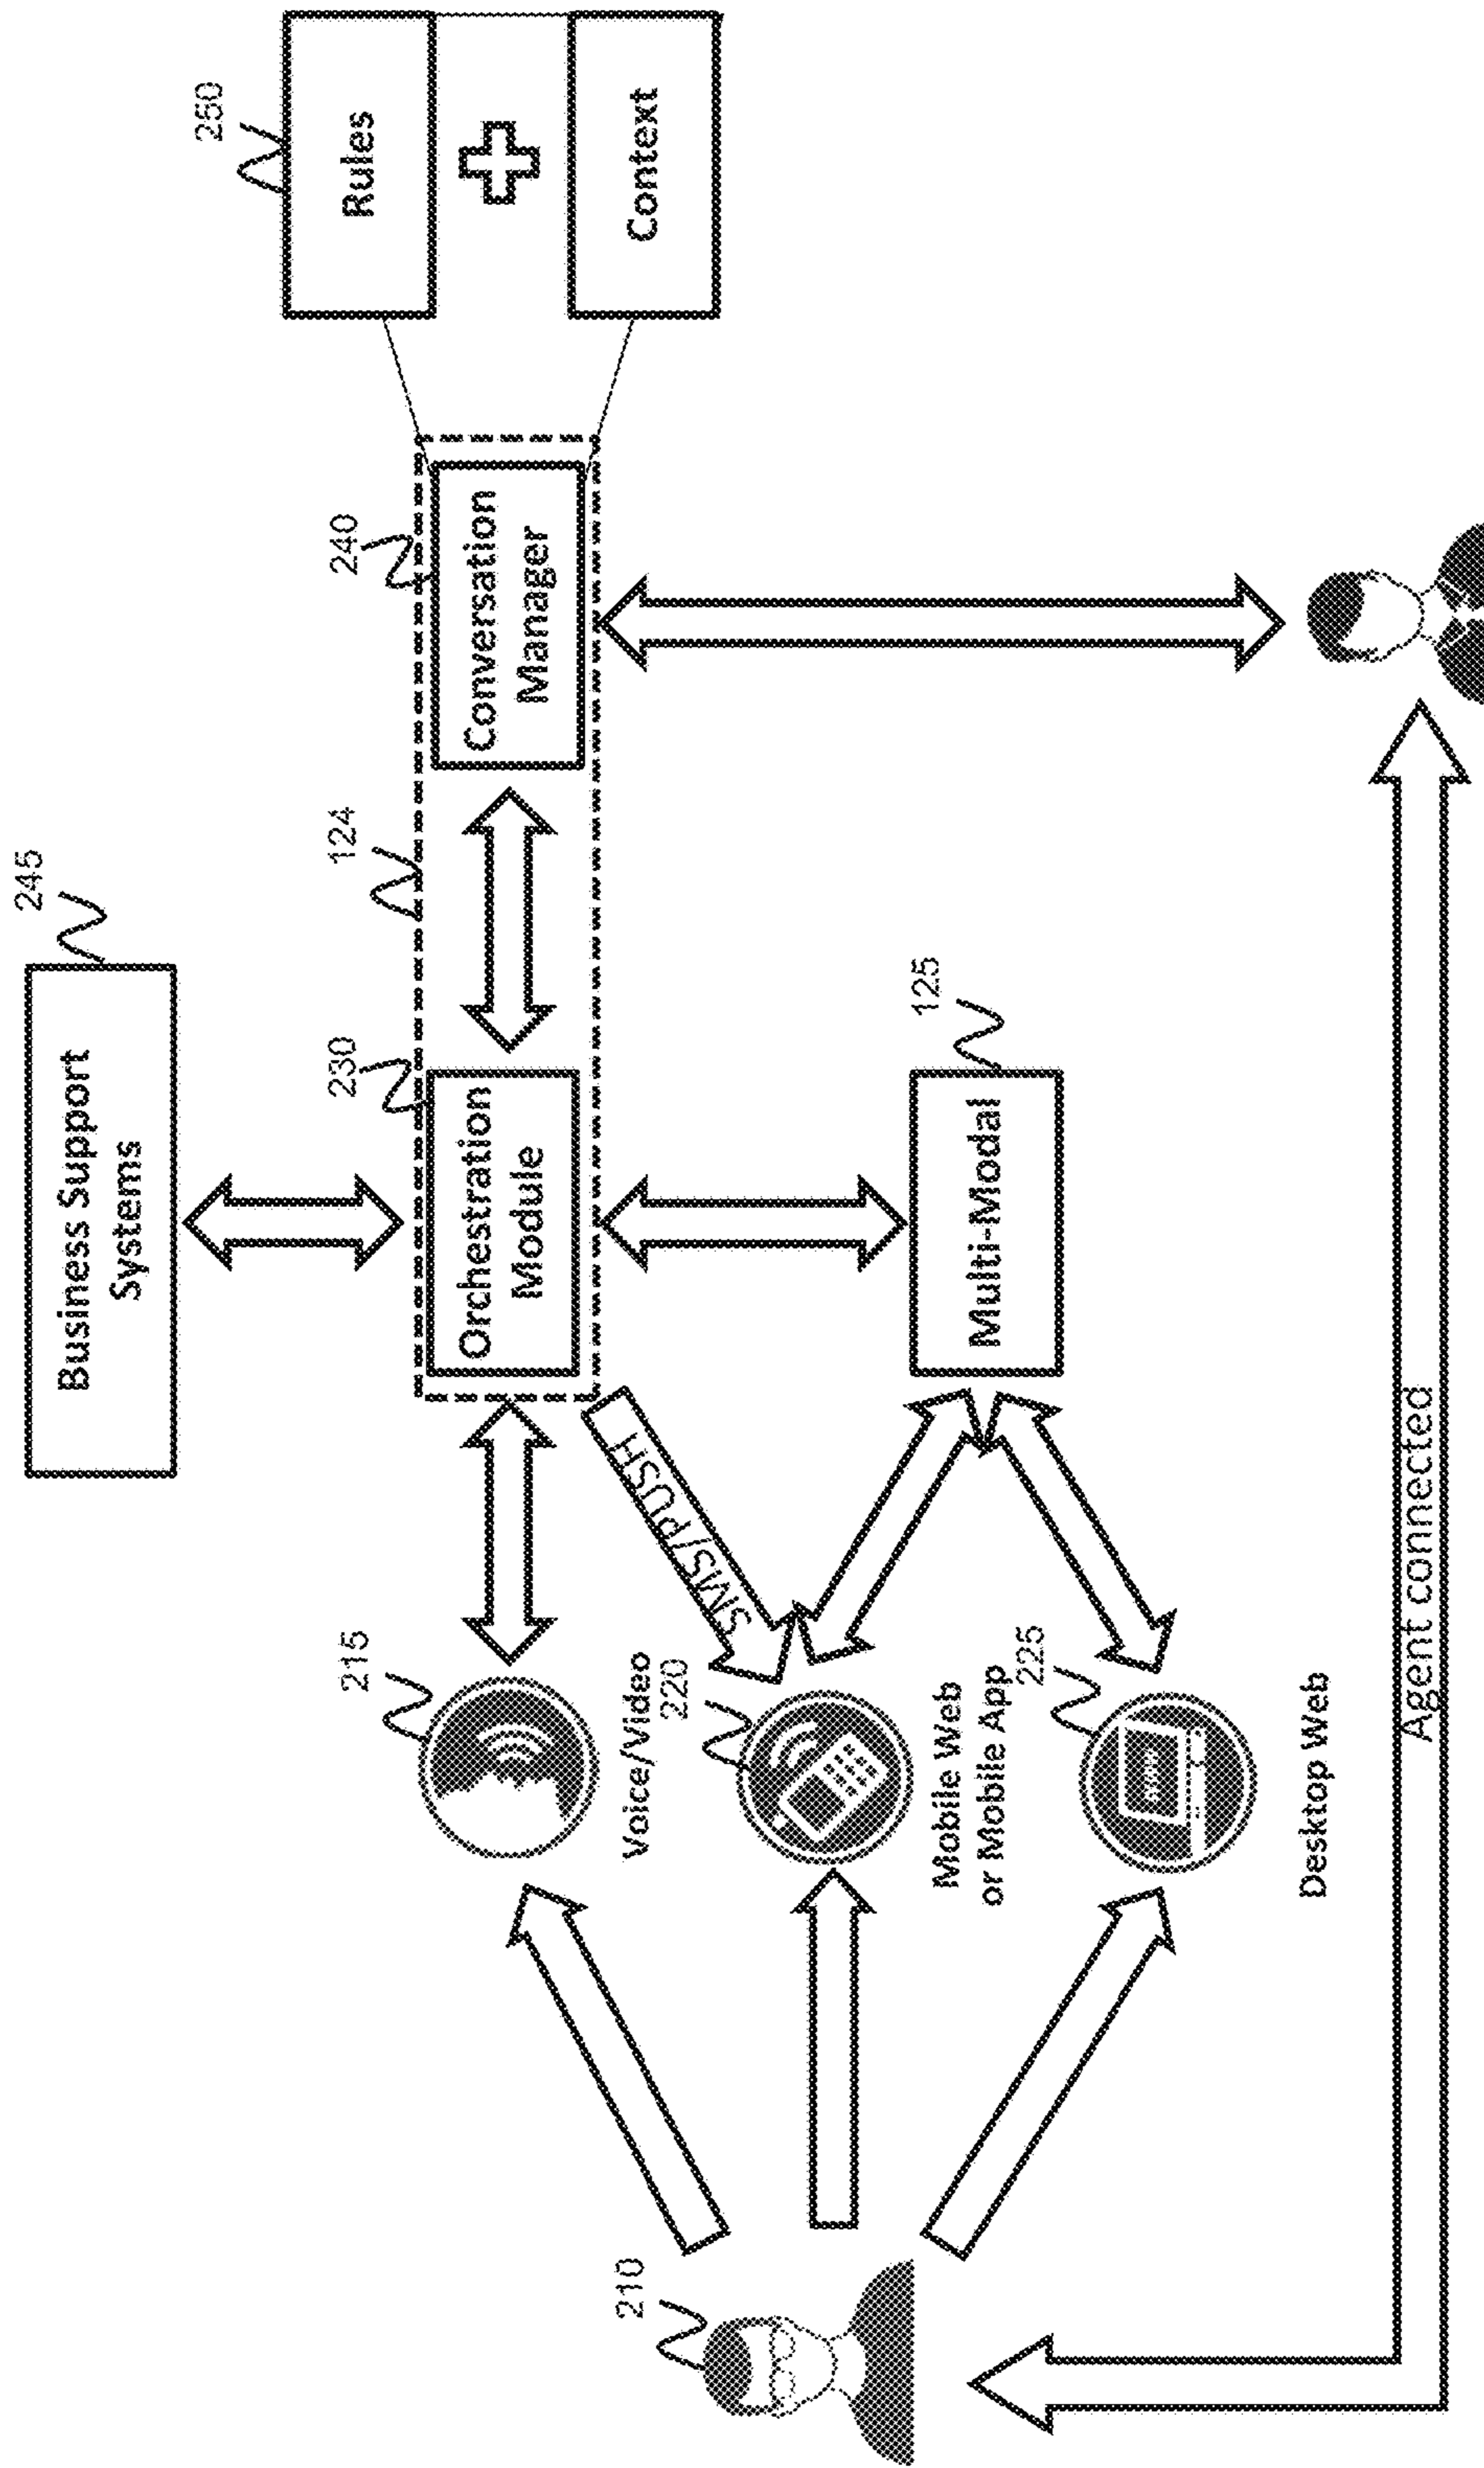 245
Business Support
Systems
250
Rules
Context
215
230
124
240
Orchestration
Module
Conversation
Manager
SMS/PUSH
Voice/Video
210
220
125
Multi-Modal
Mobile Web
or Mobile App
225
Desktop Web
Agent connected